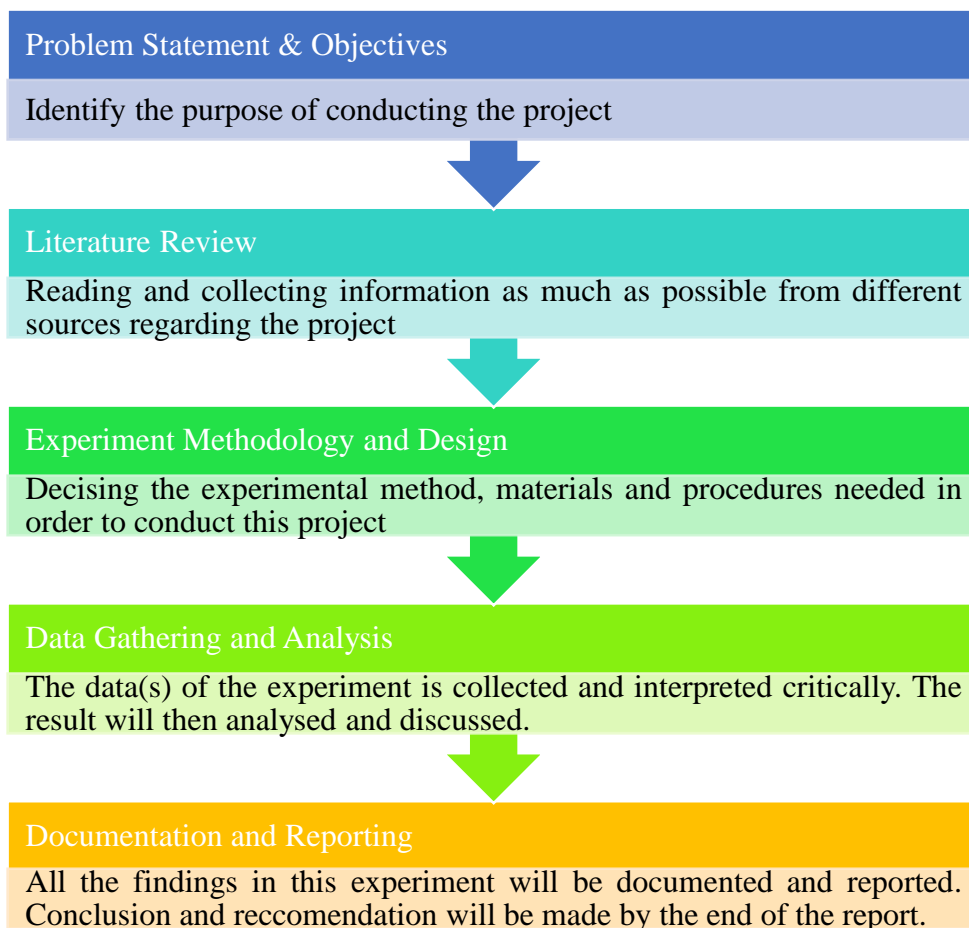 Problem Statement & Objectives
Identify the purpose of conducting the project
Literature Review
Reading and collecting information as much as possible from different
sources regarding the project
Experiment Methodology and Design
Decising the experimental method, materials and procedures needed in
order to conduct this project
Data Gathering and Analysis
The data(s) of the experiment is collected and interpreted critically. The
result will then analysed and discussed.
Documentation and Reporting
All the findings in this experiment will be documented and reported.
Conclusion and reccomendation will be made by the end of the report.